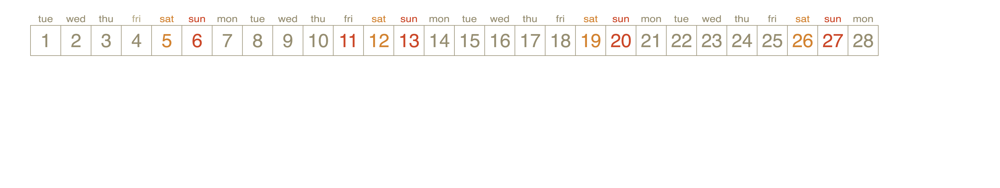 tue wed thu fri sat sun mon tue wed thu fri sat sun mon tue wed thu fri sat sun mon tue wed thu fri sat sun mon
1 2 3 4 5 6 7 8 9 10 11 12 13 14 15 16 17 18 19 20 21 22 23 24 25 26 27 28